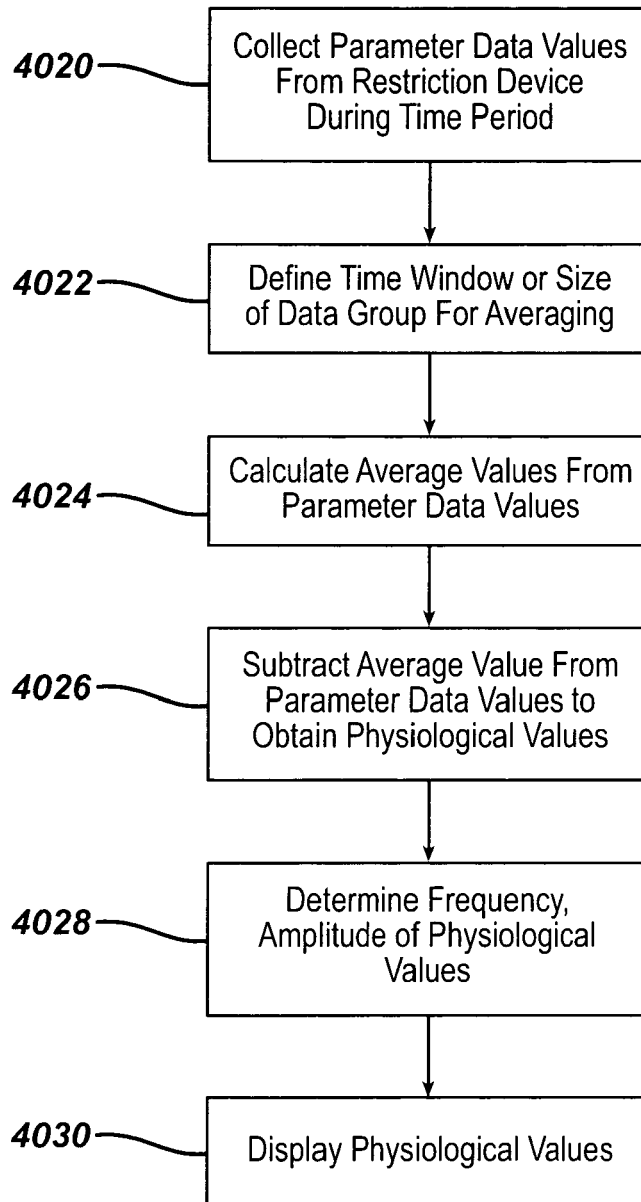 4020
Collect Parameter Data Values
From Restriction Device
During Time Period
4022
Define Time Window or Size
of Data Group For Averaging
4024
Calculate Average Values From
Parameter Data Values
4026
Subtract Average Value From
Parameter Data Values to
Obtain Physiological Values
4028
Determine Frequency,
Amplitude of Physiological
Values
4030
Display Physiological Values